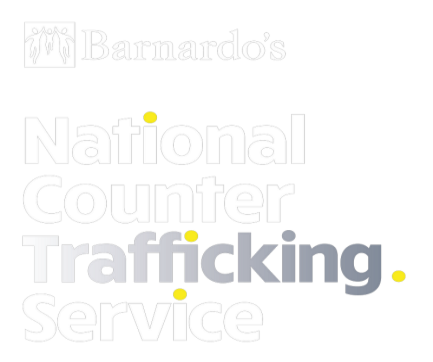 Barnardo's
National
Counter
Trafficking.
Service